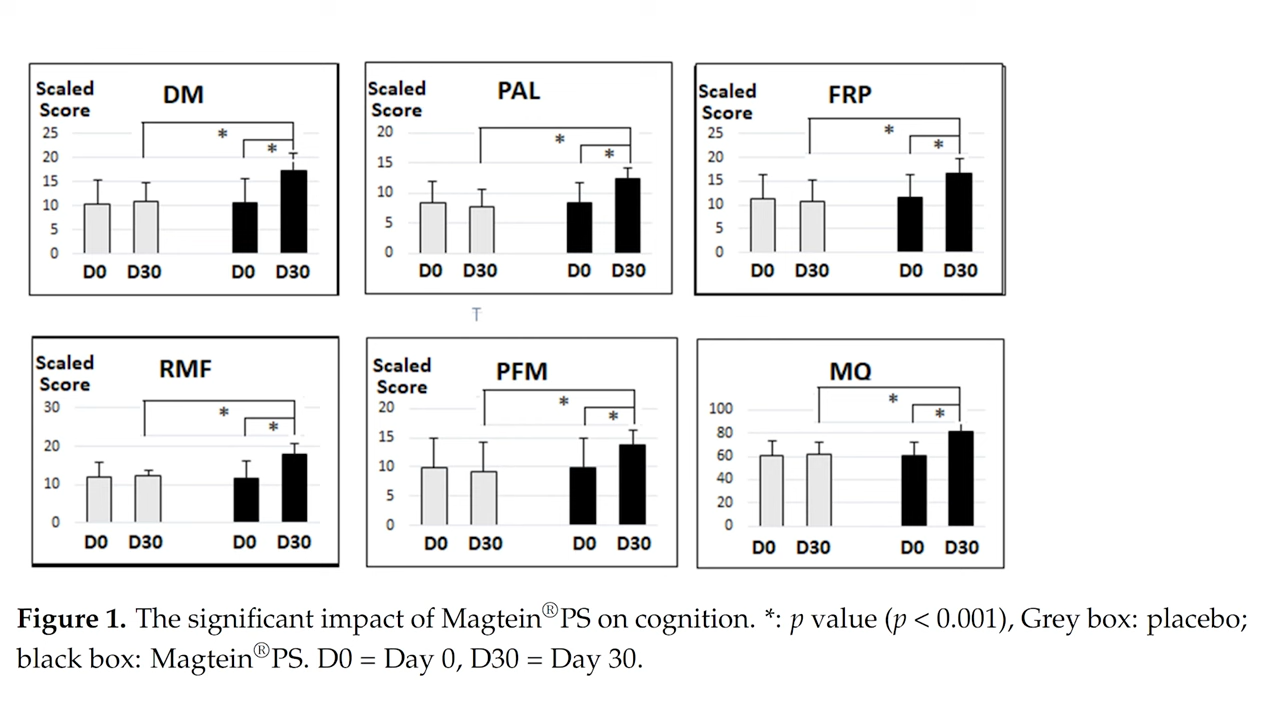 Scaled
Score
DM
25
20
15
10
5
0
*
*
D0 D30 D0 D30
Scaled
Score
PAL
20
15
10
5
0
*
*
D0 D30 D0 D30
Scaled
Score
FRP
25
20
15
10
5
0
*
*
D0 D30 D0 D30
T
Scaled
Score
RMF
30
20
10
0
*
*
D0 D30 D0 D30
Scaled
Score
PFM
20
15
10
5
0
*
*
D0 D30 D0 D30
MQ
100
80
60
40
20
0
*
*
D0 D30 D0 D30
Figure 1. The significant impact of Magtein®PS on cognition. *: p value (p < 0.001), Grey box: placebo;
black box: Magtein®PS. D0 = Day 0, D30 = Day 30.